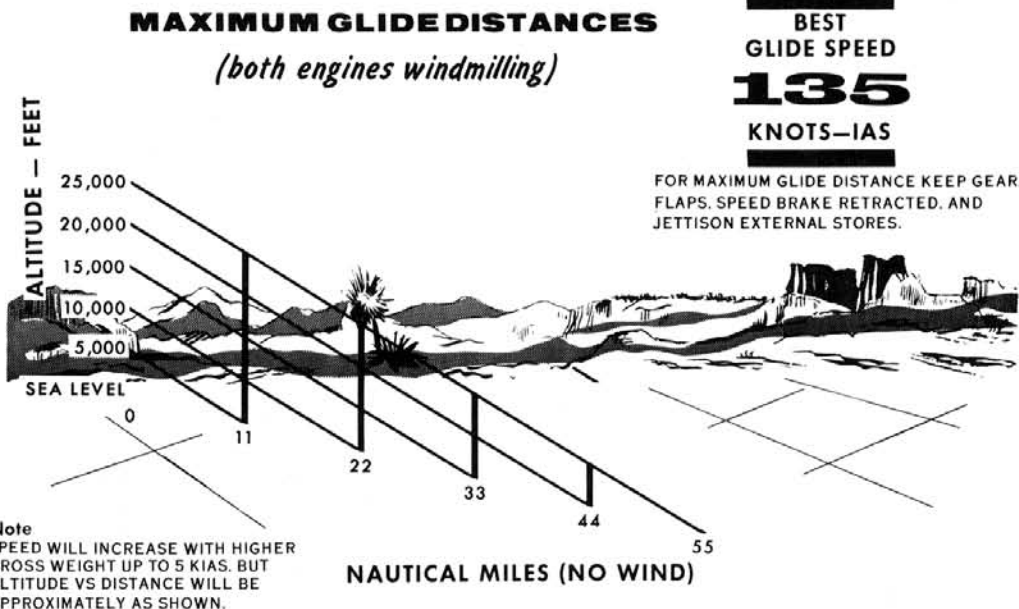 MAXIMUM GLIDE DISTANCES
(both engines windmilling)
BEST
GLIDE SPEED
135
KNOTS—IAS
FOR MAXIMUM GLIDE DISTANCE KEEP GEAR
FLAPS, SPEED BRAKE RETRACTED, AND
JETTISON EXTERNAL STORES.
ALTITUDE — FEET
25,000
20,000
15,000
10,000
5,000
SEA LEVEL
0
11
22
33
44
55
NAUTICAL MILES (NO WIND)
Note
PEED WILL INCREASE WITH HIGHER
ROSS WEIGHT UP TO 5 KIAS, BUT
LTITUDE VS DISTANCE WILL BE
PPROXIMATELY AS SHOWN.